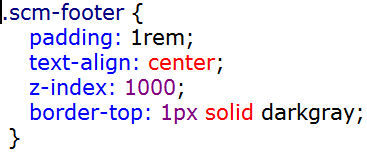 .scm-footer {
padding: 1rem;
text-align: center;
z-index: 1000;
border-top: 1px solid darkgray;
}